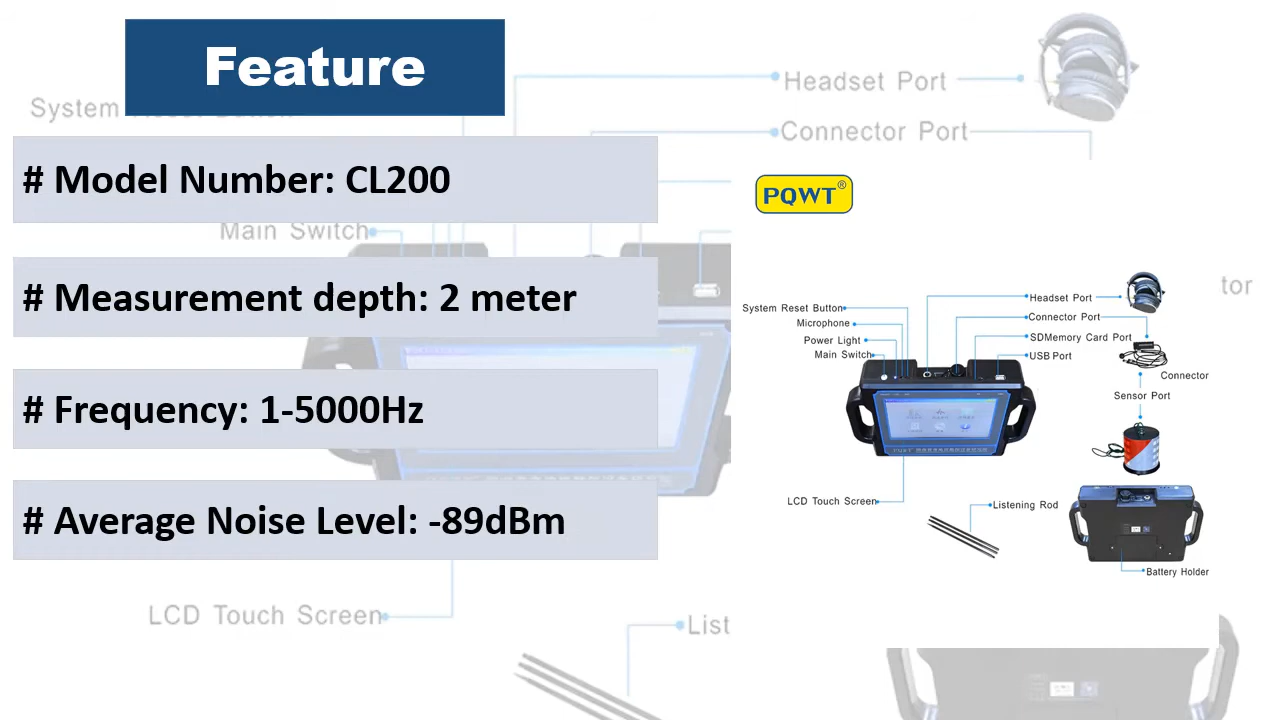 Feature
# Model Number: CL200
# Measurement depth: 2 meter
# Frequency: 1-5000Hz
# Average Noise Level: -89dBm
System
Main Switch
LCD Touch Screen
Headset Port
Connector Port
List
tor
PQWT®
System Reset Button
Microphone
Power Light
Main Switch
Headset Port
Connector Port
SDMemory Card Port
USB Port
Connector
Sensor Port
PQWT
LCD Touch Screen
Listening Rod
Battery Holder